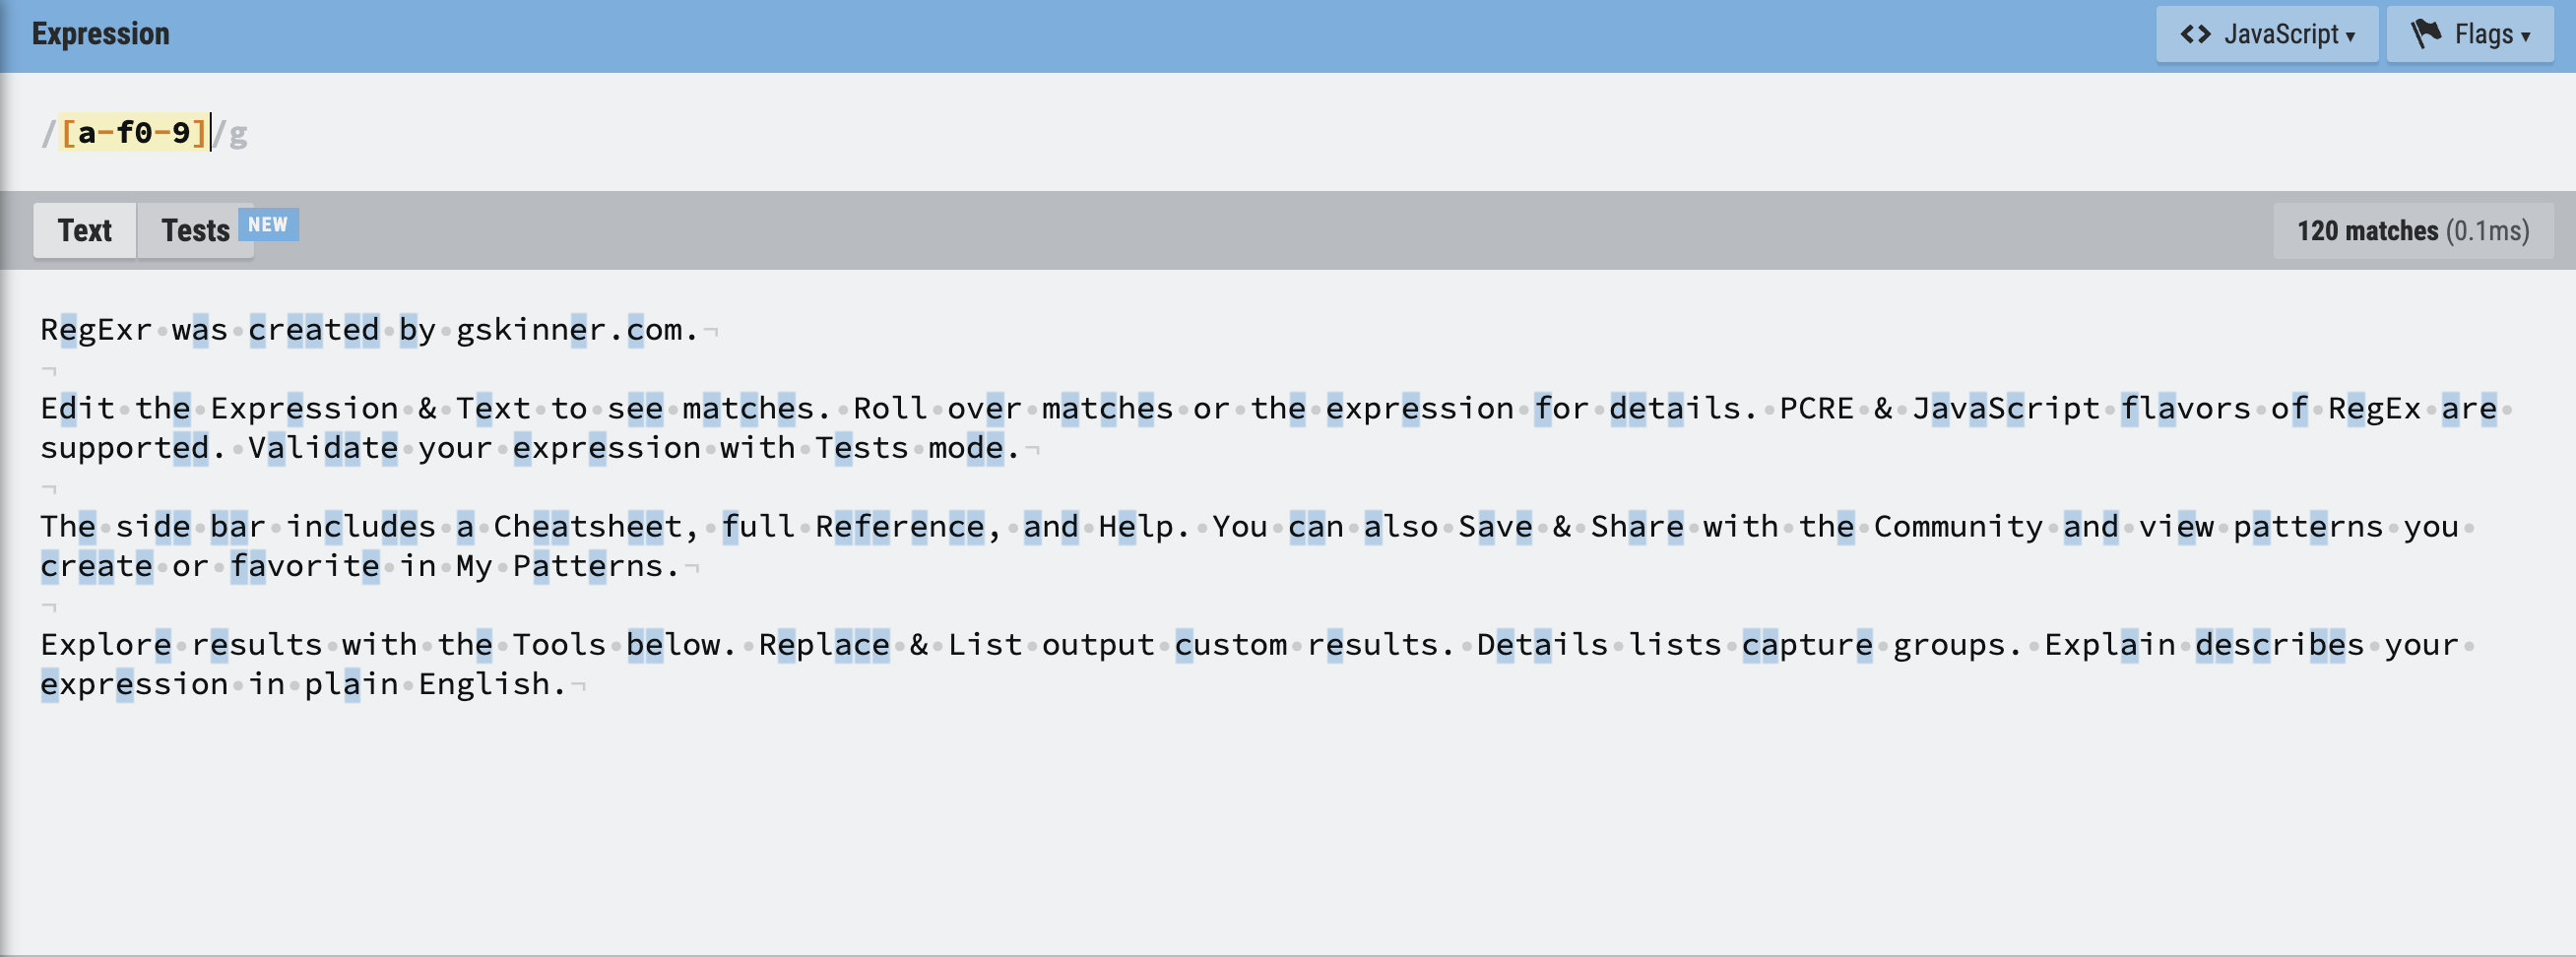 Expression
<> JavaScript ▾
Flags ▾
/[a-f0-9]/g
Text
Tests
NEW
120 matches (0.1ms)
RegExr•was•created•by•gskinner.com.¬
¬
Edit•the•Expression•&•Text•to•see•matches.•Roll•over•matches•or•the•expression•for•details.•PCRE•&•JavaScript•flavors•of•RegEx•are•
supported.•Validate•your•expression•with•Tests•mode.¬
¬
The•side•bar•includes•a•Cheatsheet,•full•Reference,•and•Help.•You•can•also•Save•&•Share•with•the•Community•and•view•patterns•you•
create•or•favorite•in•My•Patterns.¬
¬
Explore•results•with•the•Tools•below.•Replace•&•List•output•custom•results.•Details•lists•capture•groups.•Explain•describes•your•
expression•in•plain•English.¬